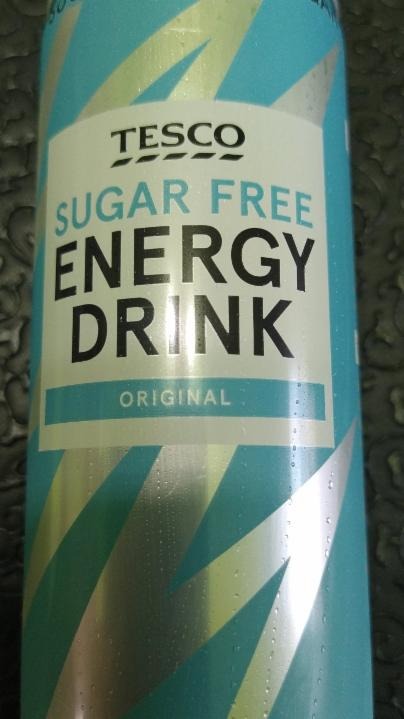 TESCO
SUGAR FREE
ENERGY
DRINK
ORIGINAL